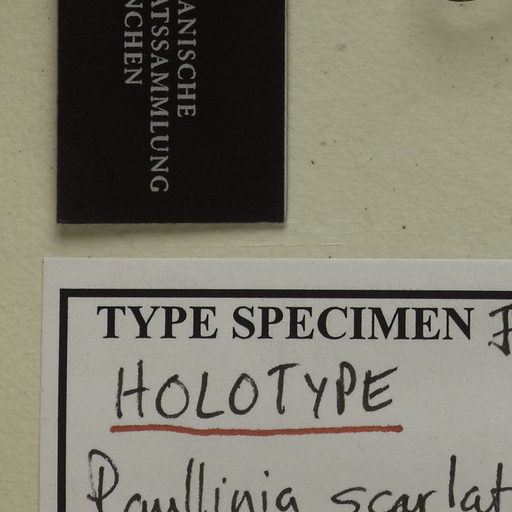 ANISCHE
ATSSAMMLUNG
NCHEN
TYPE SPECIMEN
HOLOTYPE
Paullinia scarlat